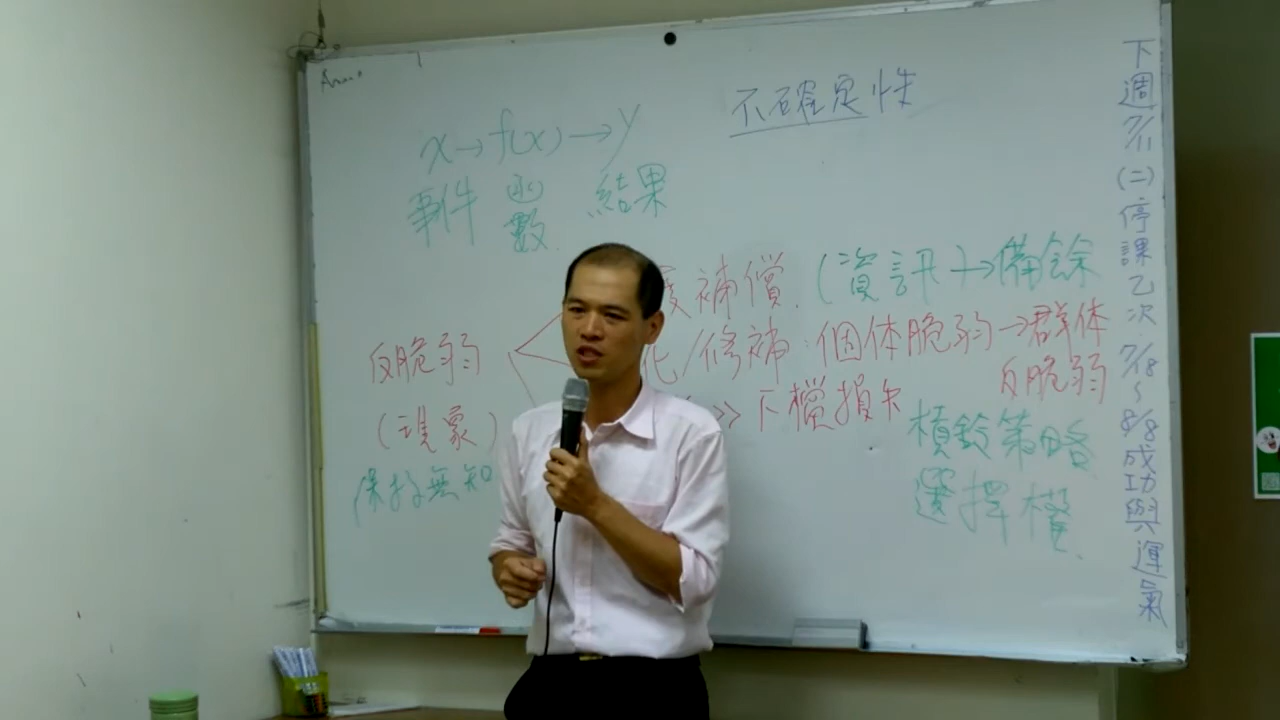 不確定性
x→f(x)→y
事件 函數 結果
補償 (資訊)→備餘
反脆弱
化/修補:個体脆弱→群体反脆弱
(現象)
>>下檔損失
槓鈴策略
選擇權
保持無知
下週7/11(二)停課乙次 7/18~8/8成功與運氣